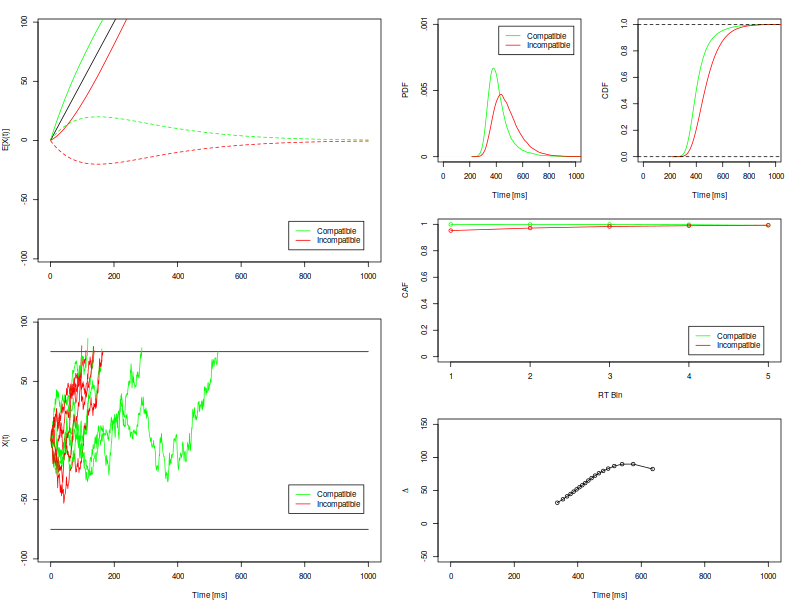 E[X(t)]
100
50
0
-50
-100
Compatible
Incompatible
0 200 400 600 800 1000
PDF
.001
.005
0
Compatible
Incompatible
0 200 400 600 800 1000
Time [ms]
CDF
1.0
0.8
0.6
0.4
0.2
0.0
0 200 400 600 800 1000
Time [ms]
CAF
1
0.8
0.6
0.4
0.2
0
Compatible
Incompatible
1 2 3 4 5
RT Bin
X(t)
100
50
0
-50
-100
Compatible
Incompatible
0 200 400 600 800 1000
Time [ms]
Δ
150
100
50
0
-50
0 200 400 600 800 1000
Time [ms]